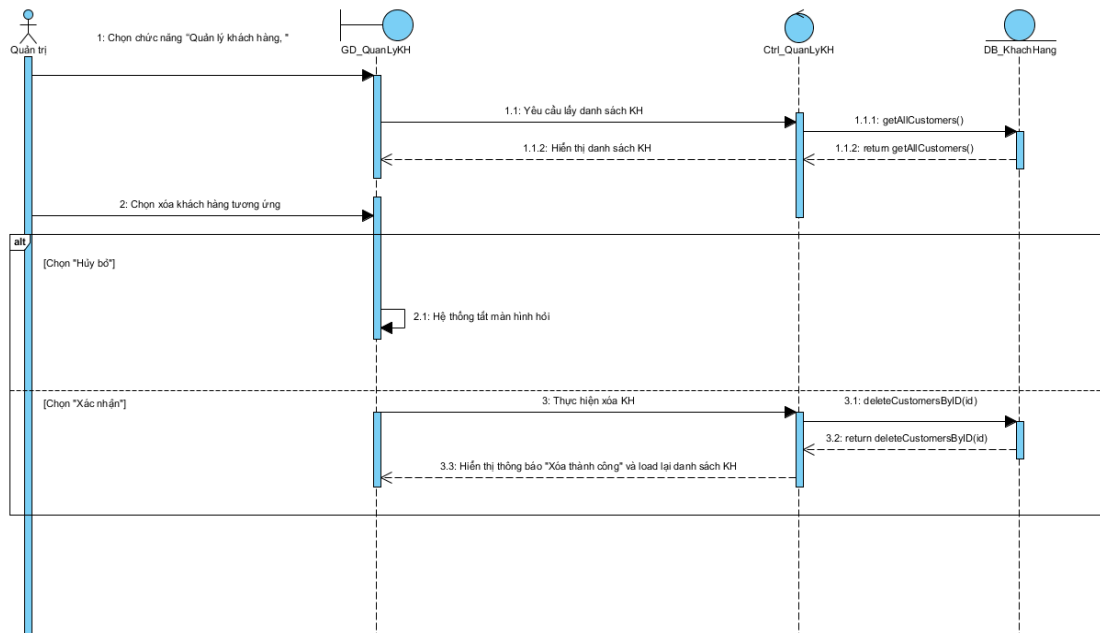 Quản trị
GD_QuanLyKH
Ctrl_QuanLyKH
DB_KhachHang
1: Chọn chức năng "Quản lý khách hàng, "
1.1: Yêu cầu lấy danh sách KH
1.1.1: getAllCustomers()
1.1.2: Hiển thị danh sách KH
1.1.2: return getAllCustomers()
2: Chọn xóa khách hàng tương ứng
alt
[Chọn "Hủy bỏ"]
2.1: Hệ thống tắt màn hình hỏi
[Chọn "Xác nhận"]
3: Thực hiện xóa KH
3.1: deleteCustomersByID(id)
3.2: return deleteCustomersByID(id)
3.3: Hiển thị thông báo "Xóa thành công" và load lại danh sách KH